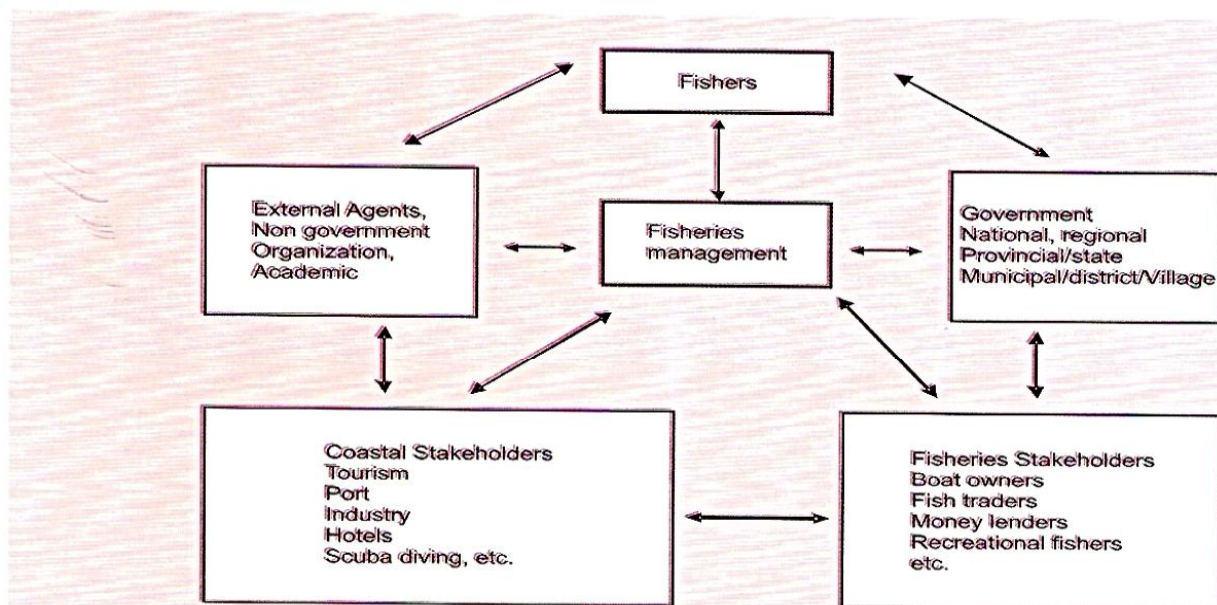 Fishers
External Agents,
Non government
Organization,
Academic
Fisheries
management
Government
National, regional
Provincial/state
Municipal/district/Village
Coastal Stakeholders
Tourism
Port
Industry
Hotels
Scuba diving, etc.
Fisheries Stakeholders
Boat owners
Fish traders
Money lenders
Recreational fishers
etc.